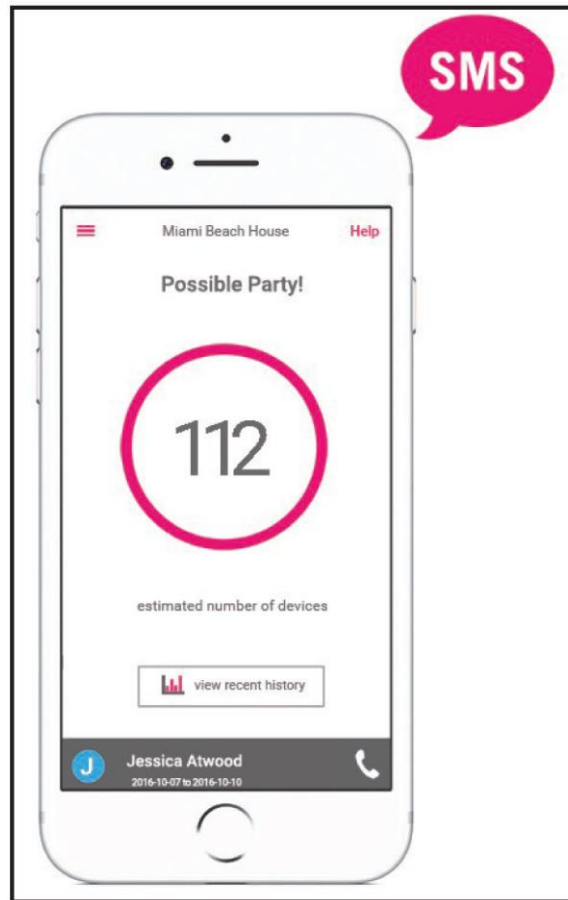 SMS
Miami Beach House Help
Possible Party!
112
estimated number of devices
view recent history
J Jessica Atwood
2016-10-07 to 2016-10-10